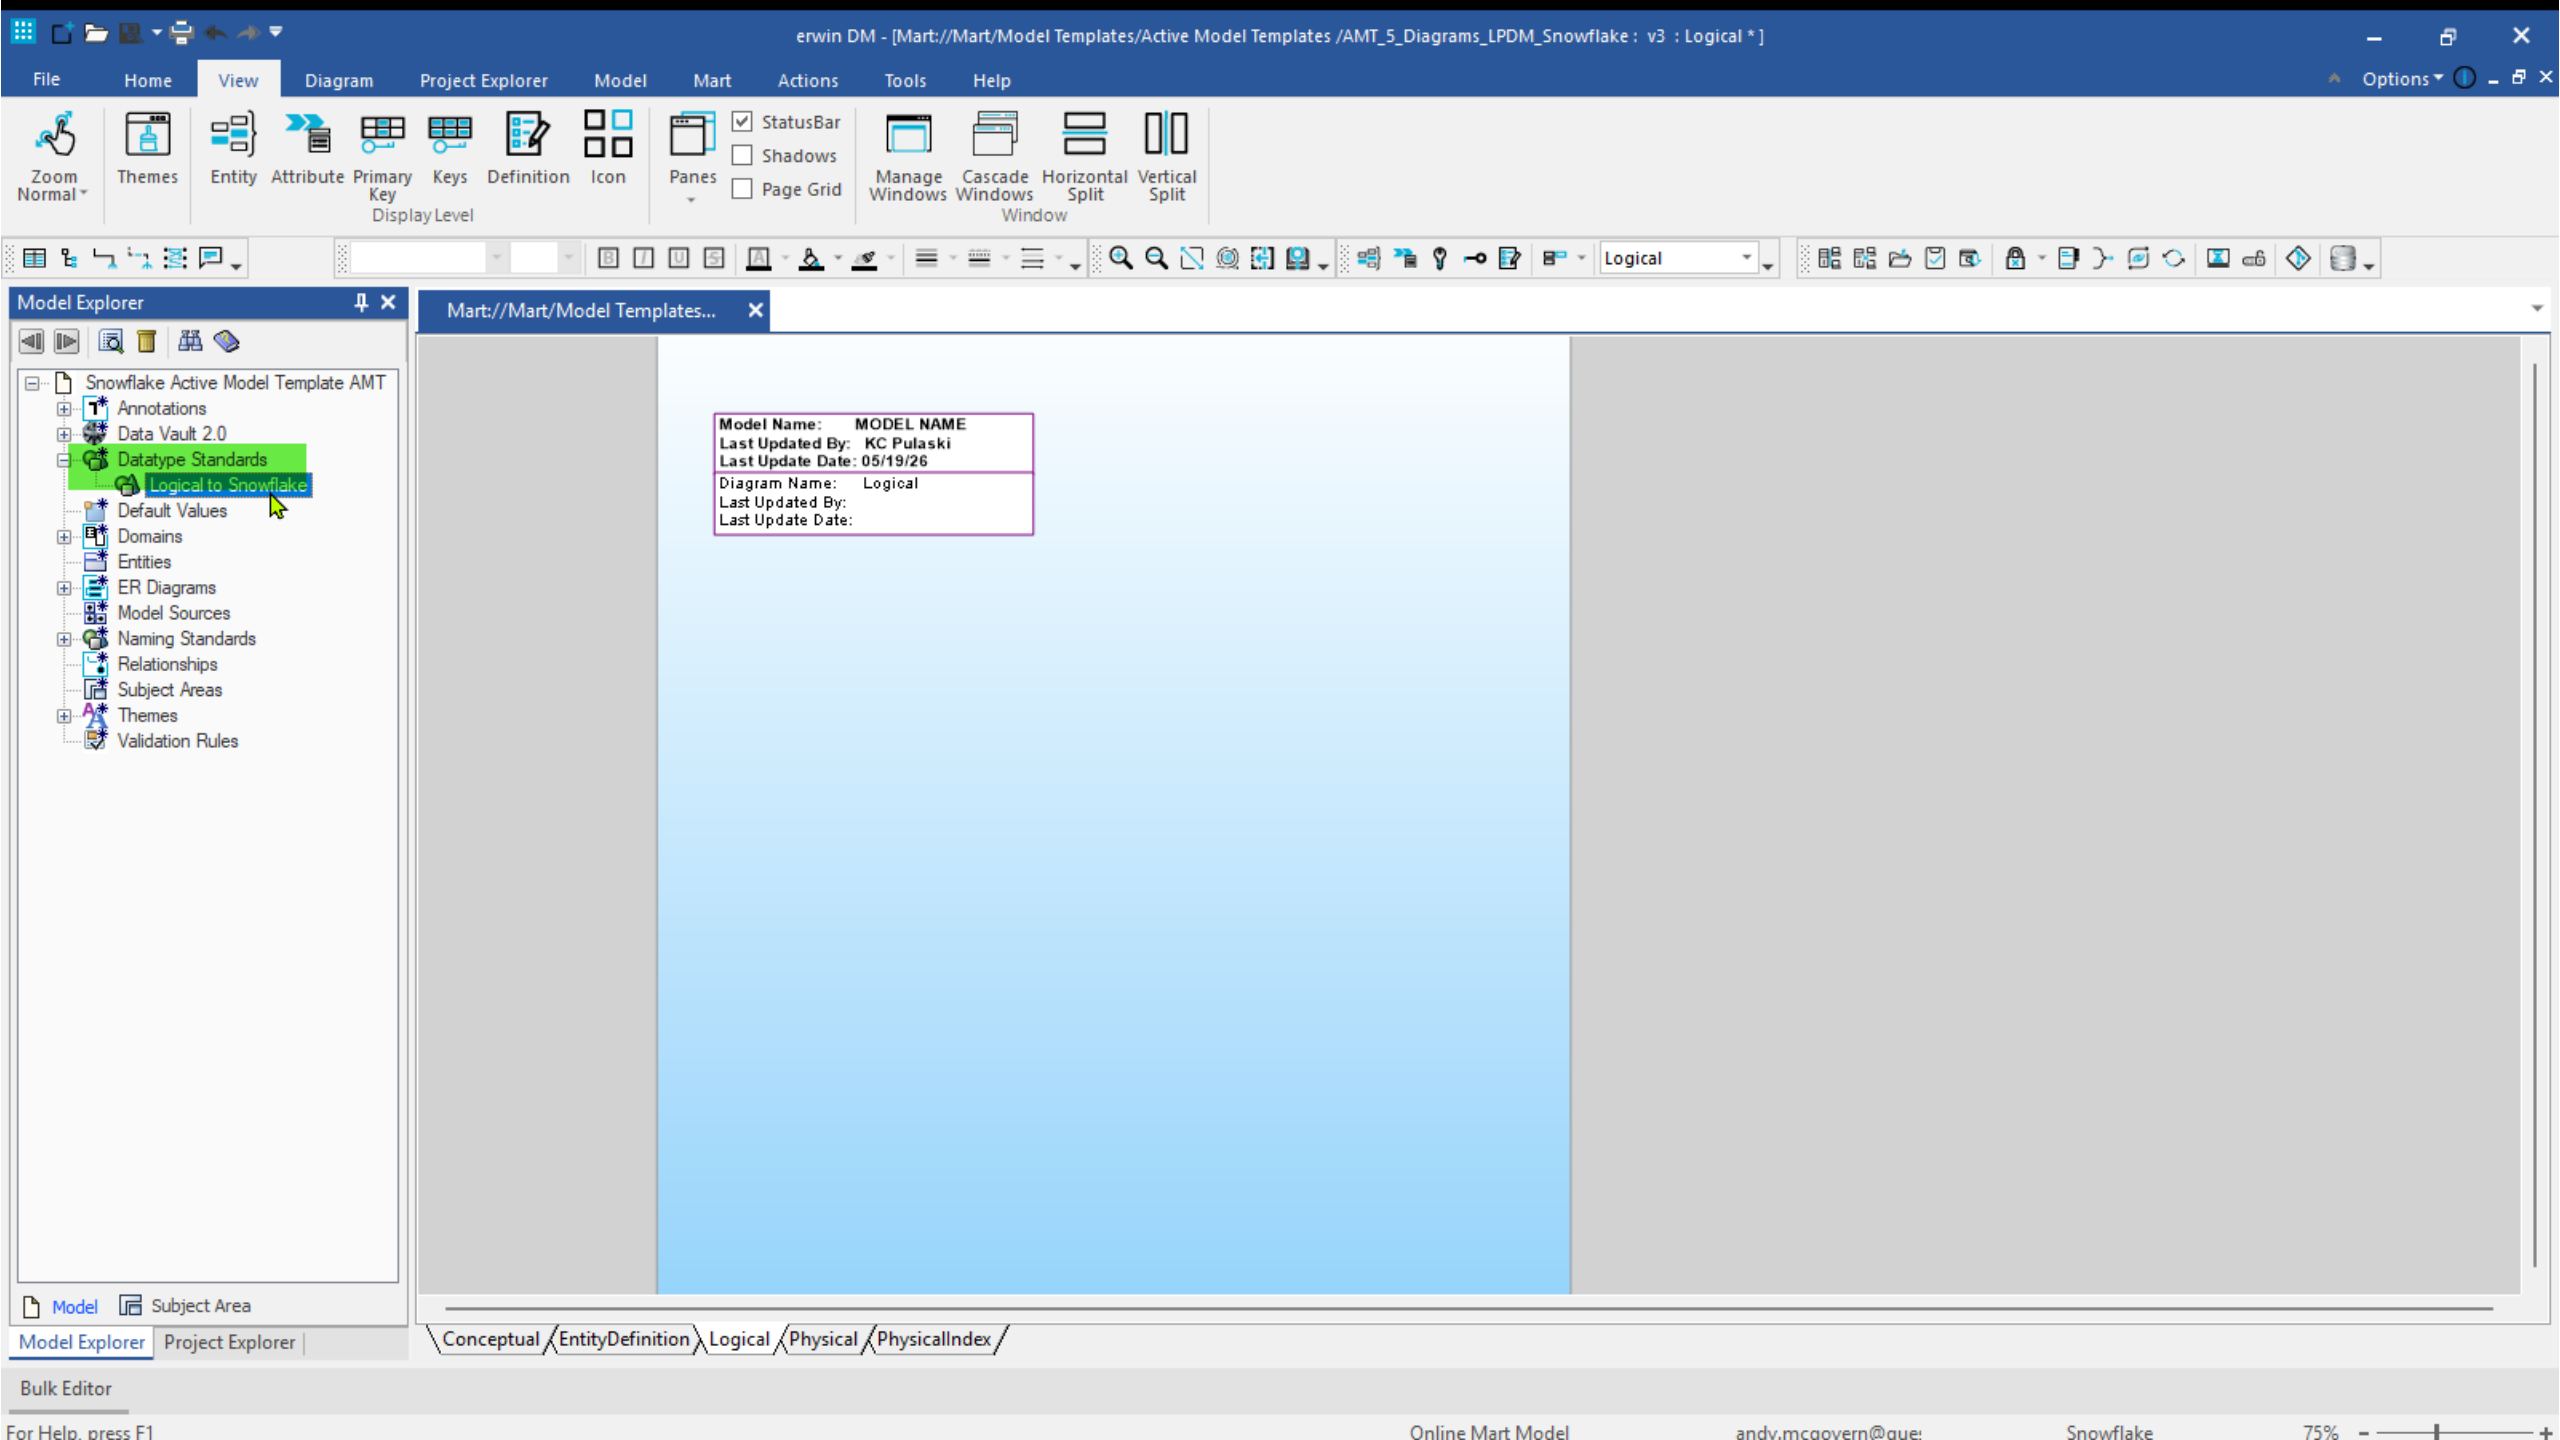 erwin DM - [Mart://Mart/Model Templates/Active Model Templates /AMT_5_Diagrams_LPDM_Snowflake : v3 : Logical * ]
File Home View Diagram Project Explorer Model Mart Actions Tools Help Options
Zoom Normal
Themes
Entity Attribute Primary Key Keys Definition Icon
Display Level
Panes
StatusBar
Shadows
Page Grid
Manage Windows Cascade Windows Horizontal Split Vertical Split
Window
Logical
Model Explorer
Mart://Mart/Model Templates...
Snowflake Active Model Template AMT
Annotations
Data Vault 2.0
Datatype Standards
Logical to Snowflake
Default Values
Domains
Entities
ER Diagrams
Model Sources
Naming Standards
Relationships
Subject Areas
Themes
Validation Rules
Model Name: MODEL NAME
Last Updated By: KC Pulaski
Last Update Date: 05/19/26
Diagram Name: Logical
Last Updated By:
Last Update Date:
Model Subject Area
Model Explorer Project Explorer
Conceptual EntityDefinition Logical Physical PhysicalIndex
Bulk Editor
For Help, press F1 Online Mart Model andy.mcgovern@que Snowflake 75%